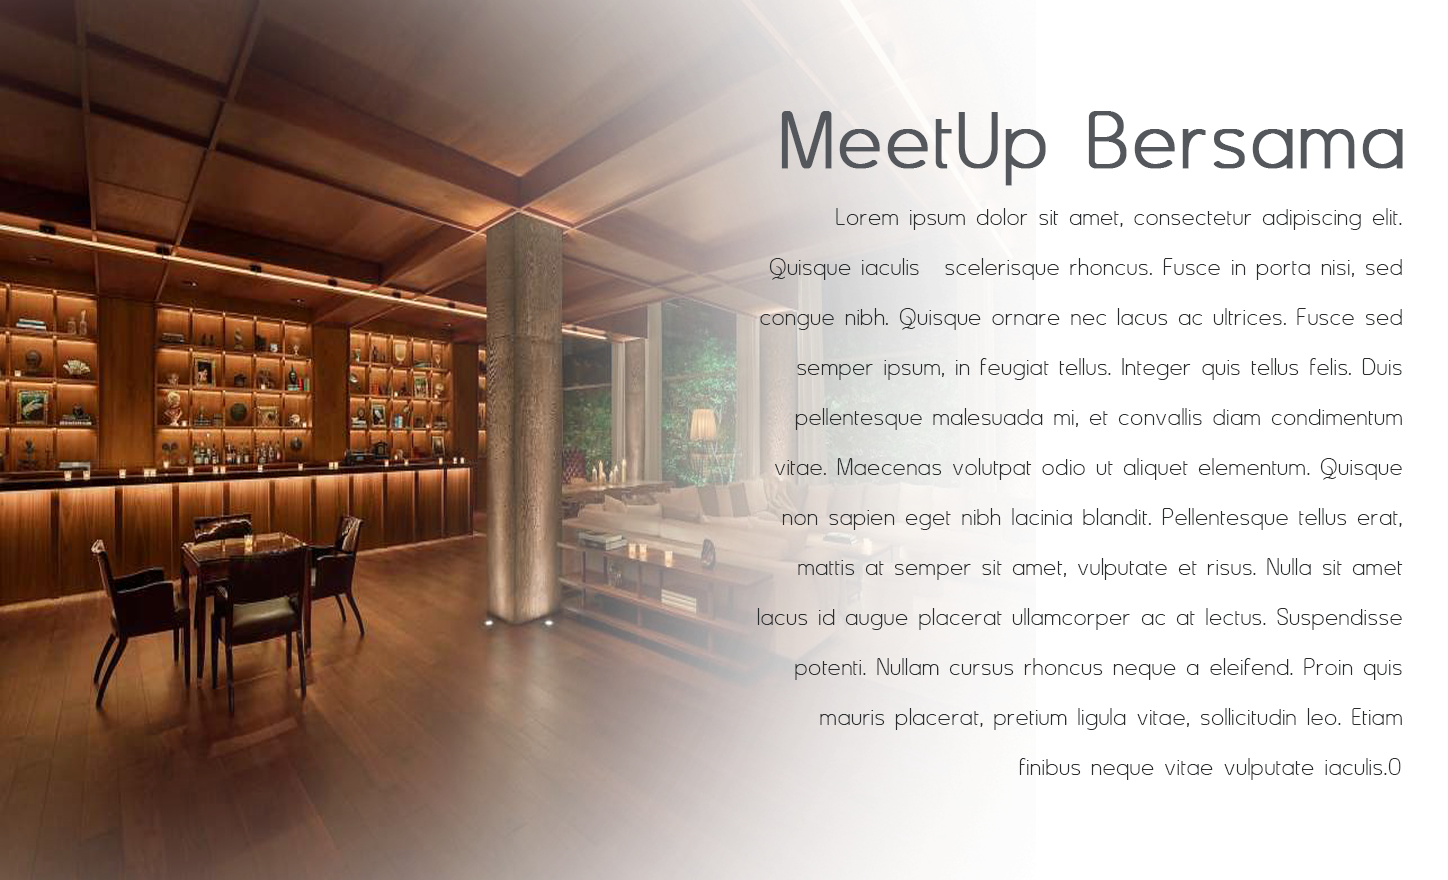 MeetUp Bersama
Lorem ipsum dolor sit amet, consectetur adipiscing elit.
Quisque iaculis scelerisque rhoncus. Fusce in porta nisi, sed
congue nibh. Quisque ornare nec lacus ac ultrices. Fusce sed
semper ipsum, in feugiat tellus. Integer quis tellus felis. Duis
pellentesque malesuada mi, et convallis diam condimentum
vitae. Maecenas volutpat odio ut aliquet elementum. Quisque
non sapien eget nibh lacinia blandit. Pellentesque tellus erat,
mattis at semper sit amet, vulputate et risus. Nulla sit amet
lacus id augue placerat ullamcorper ac at lectus. Suspendisse
potenti. Nullam cursus rhoncus neque a eleifend. Proin quis
mauris placerat, pretium ligula vitae, sollicitudin leo. Etiam
finibus neque vitae vulputate iaculis.0